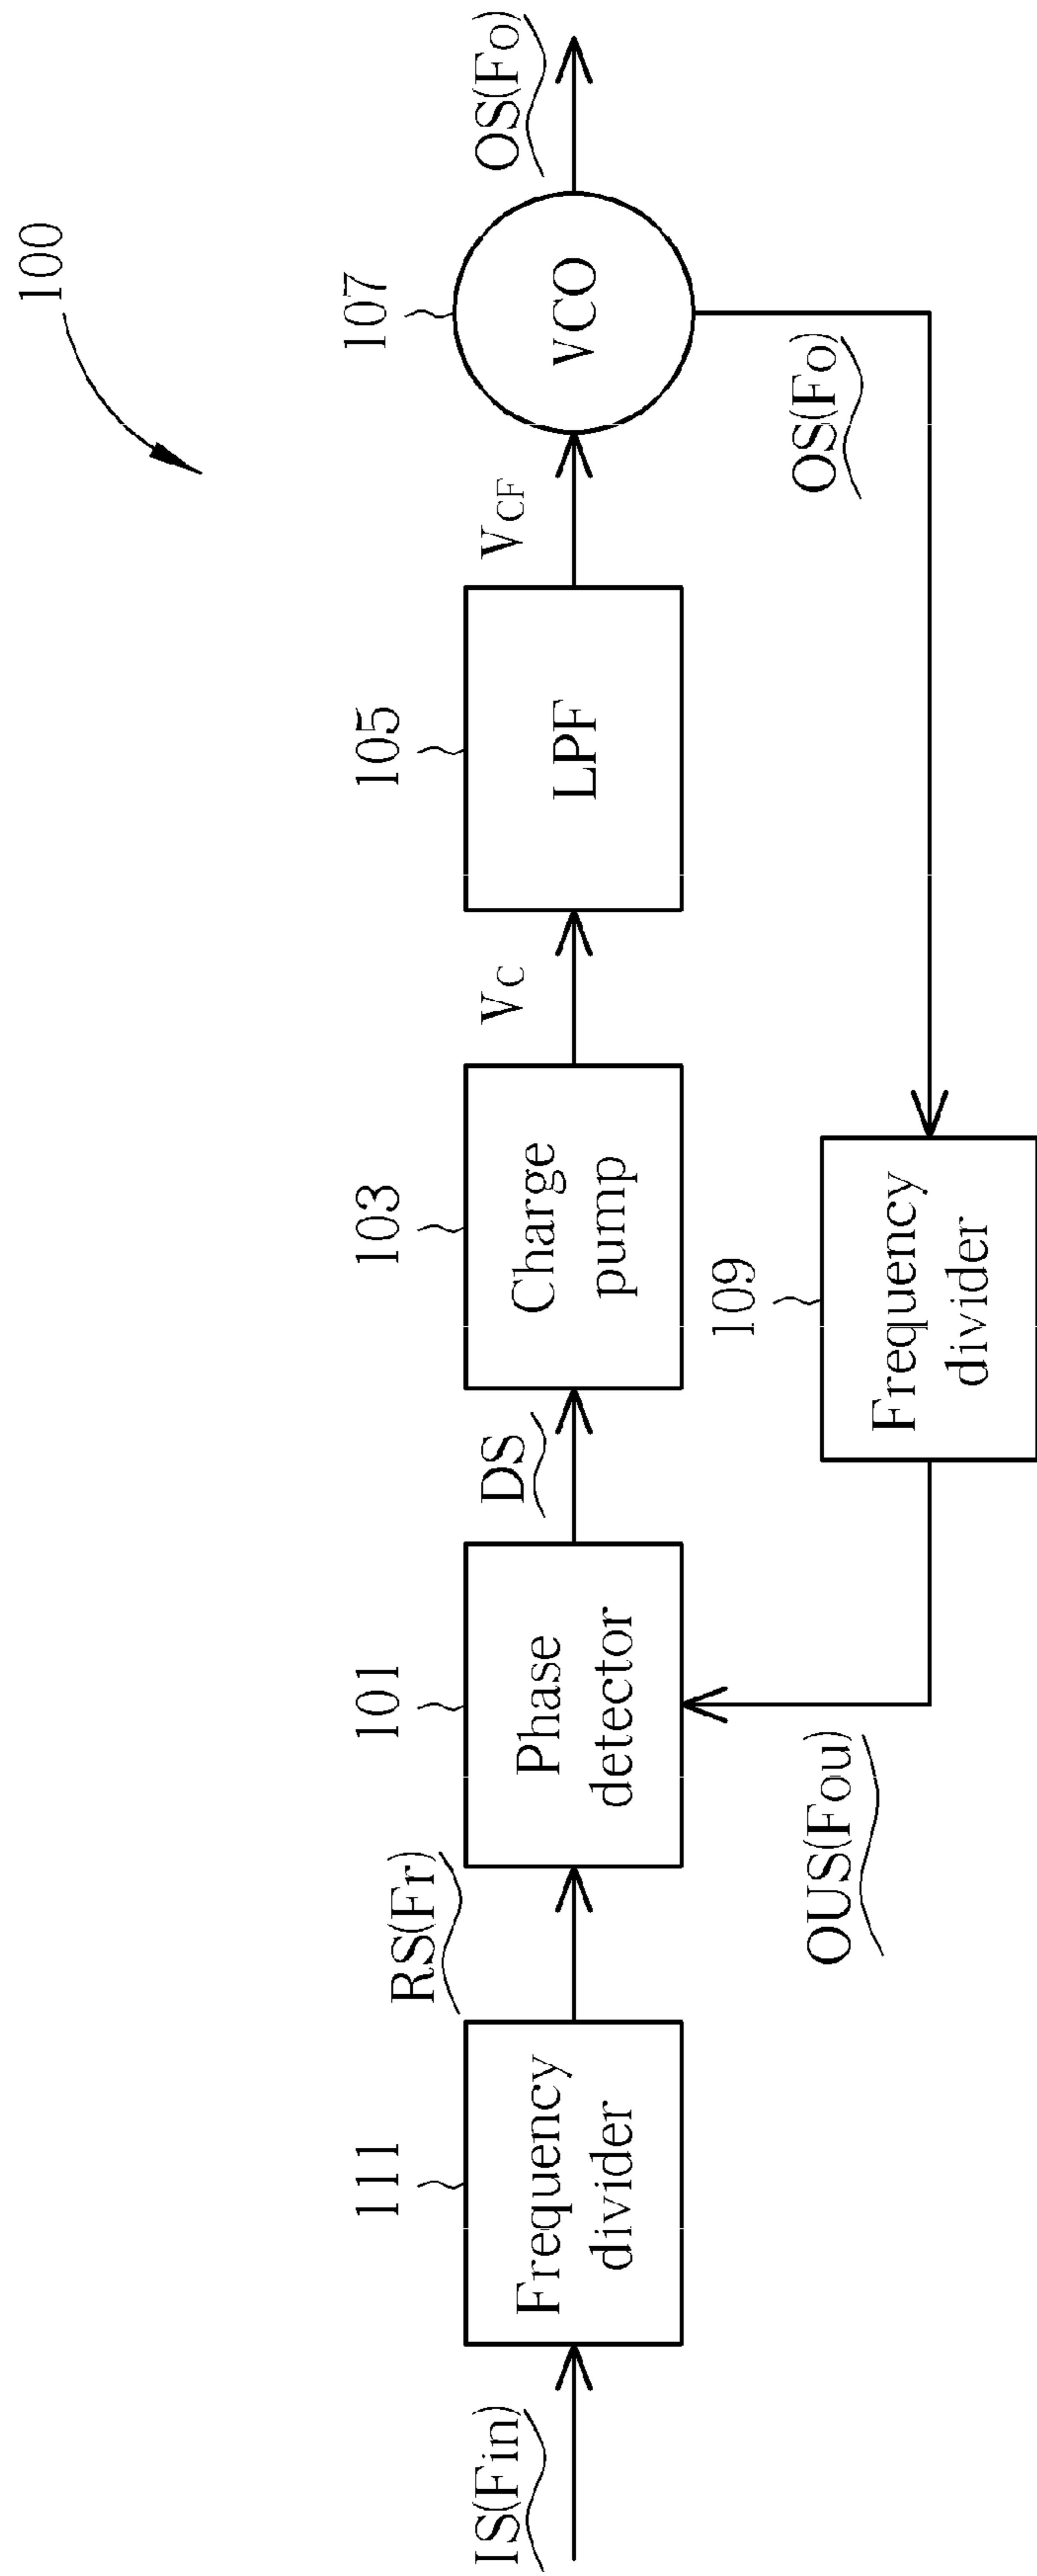 100
111
101
103
105
107
IS(Fin)
Frequency
divider
RS(Fr)
Phase
detector
DS
Charge
pump
VC
LPF
VCF
VCO
OS(Fo)
OUS(Fou)
109
Frequency
divider
OS(Fo)